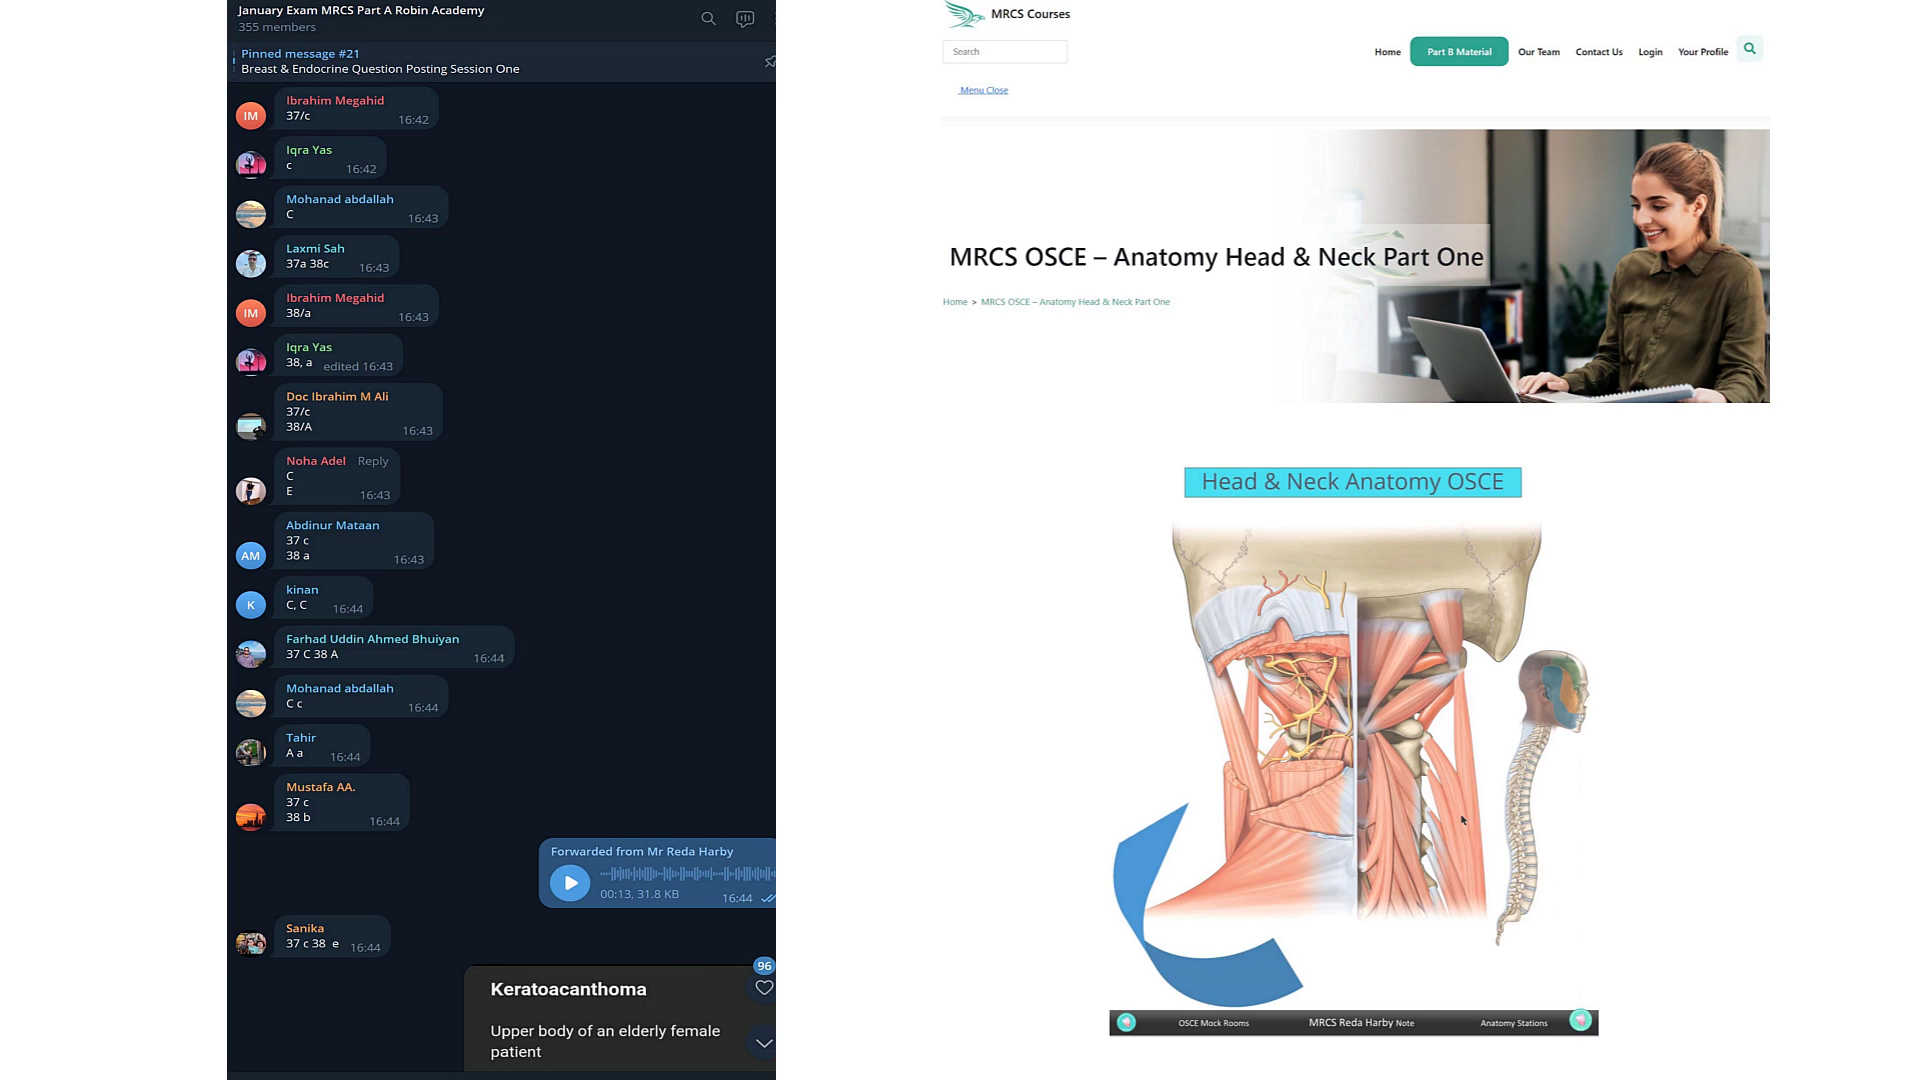 January Exam MRCS Part A Robin Academy
355 members
Pinned message #21
Breast & Endocrine Question Posting Session One
Ibrahim Megahid
37/c
16:42
Iqra Yas
c
16:42
Mohanad abdallah
C
16:43
Laxmi Sah
37a 38c
16:43
IM
Ibrahim Megahid
38/a
16:43
IM
Iqra Yas
38, a
edited 16:43
Doc Ibrahim M Ali
37/c
38/A
16:43
Noha Adel Reply
C
E
16:43
Abdinur Mataan
37 c
38 a
16:43
AM
kinan
C, C
16:44
K
Farhad Uddin Ahmed Bhuiyan
37 C 38 A
16:44
Mohanad abdallah
C c
16:44
Tahir
A a
16:44
Mustafa AA.
37 c
38 b
16:44
Forwarded from Mr Reda Harby
00:13, 31.8 KB
16:44
Sanika
37 c 38 e
16:44
96
Keratoacanthoma
Upper body of an elderly female
patient
MRCS Courses
Search
Home Part B Material Our Team Contact Us Login Your Profile
Menu Close
MRCS OSCE – Anatomy Head & Neck Part One
Home > MRCS OSCE – Anatomy Head & Neck Part One
Head & Neck Anatomy OSCE
OSCE Mock Rooms MRCS Reda Harby Note Anatomy Stations